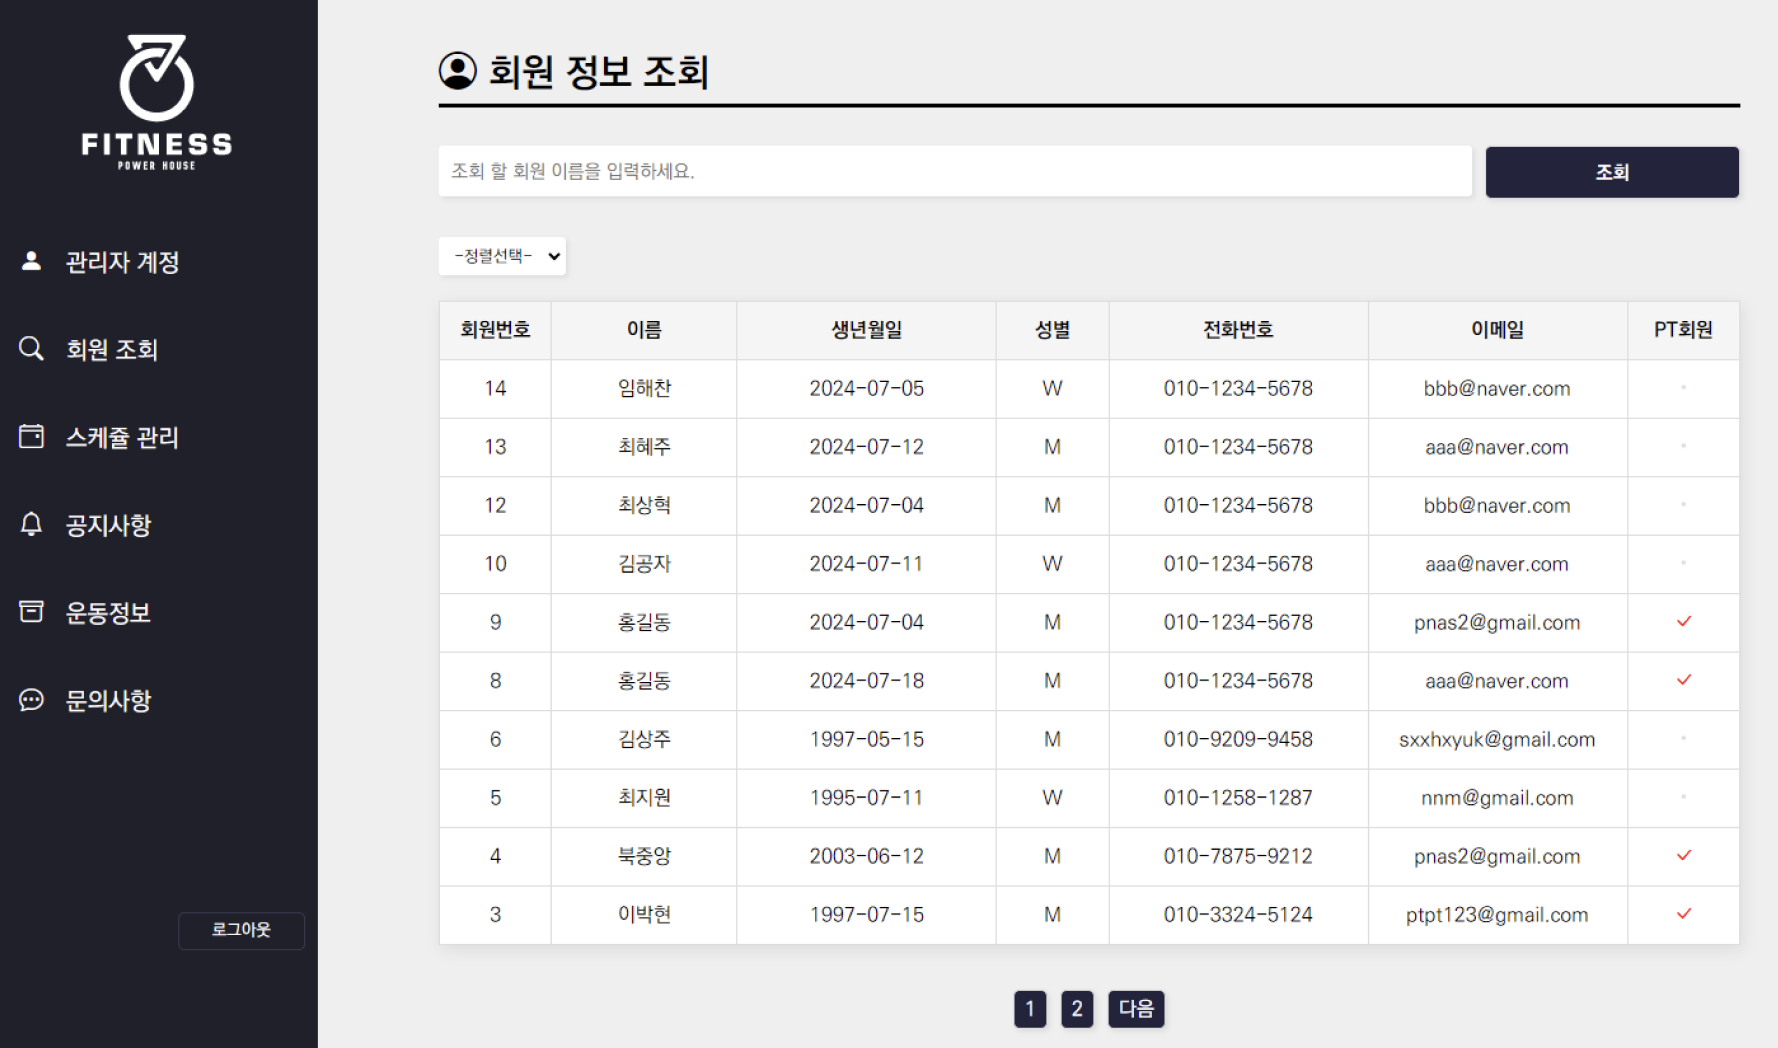 FITNESS
POWER HOUSE
관리자 계정
회원 조회
스케쥴 관리
공지사항
운동정보
문의사항
로그아웃
회원 정보 조회
조회 할 회원 이름을 입력하세요.
조회
-정렬선택-
회원번호 이름 생년월일 성별 전화번호 이메일 PT회원
14 임해찬 2024-07-05 W 010-1234-5678 bbb@naver.com
13 최혜주 2024-07-12 M 010-1234-5678 aaa@naver.com
12 최상혁 2024-07-04 M 010-1234-5678 bbb@naver.com
10 김공자 2024-07-11 W 010-1234-5678 aaa@naver.com
9 홍길동 2024-07-04 M 010-1234-5678 pnas2@gmail.com
8 홍길동 2024-07-18 M 010-1234-5678 aaa@naver.com
6 김상주 1997-05-15 M 010-9209-9458 sxxhxyuk@gmail.com
5 최지원 1995-07-11 W 010-1258-1287 nnm@gmail.com
4 북중앙 2003-06-12 M 010-7875-9212 pnas2@gmail.com
3 이박현 1997-07-15 M 010-3324-5124 ptpt123@gmail.com
1 2 다음